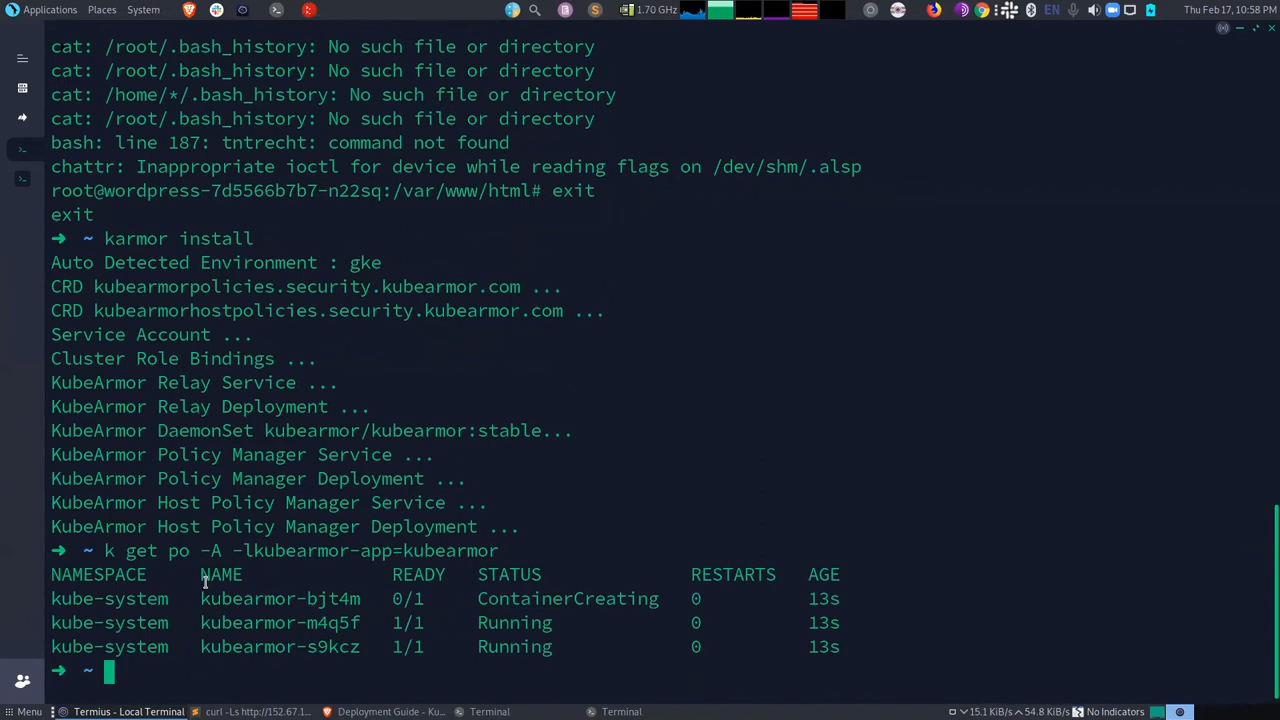 Applications Places System 1.70 GHz EN Thu Feb 17, 10:58 PM
cat: /root/.bash_history: No such file or directory
cat: /root/.bash_history: No such file or directory
cat: /home/*/.bash_history: No such file or directory
cat: /root/.bash_history: No such file or directory
bash: line 187: tntrecht: command not found
chattr: Inappropriate ioctl for device while reading flags on /dev/shm/.alsp
root@wordpress-7d5566b7b7-n22sq:/var/www/html# exit
exit
➜ ~ karmor install
Auto Detected Environment : gke
CRD kubearmorpolicies.security.kubearmor.com ...
CRD kubearmorhostpolicies.security.kubearmor.com ...
Service Account ...
Cluster Role Bindings ...
KubeArmor Relay Service ...
KubeArmor Relay Deployment ...
KubeArmor DaemonSet kubearmor/kubearmor:stable...
KubeArmor Policy Manager Service ...
KubeArmor Policy Manager Deployment ...
KubeArmor Host Policy Manager Service ...
KubeArmor Host Policy Manager Deployment ...
➜ ~ k get po -A -lkubearmor-app=kubearmor
NAMESPACE NAME READY STATUS RESTARTS AGE
kube-system kubearmor-bjt4m 0/1 ContainerCreating 0 13s
kube-system kubearmor-m4q5f 1/1 Running 0 13s
kube-system kubearmor-s9kcz 1/1 Running 0 13s
➜ ~
Menu Termius - Local Terminal curl -Ls http://152.67.1... Deployment Guide - Ku... Terminal Terminal 15.1 KiB/s 54.8 KiB/s No Indicators